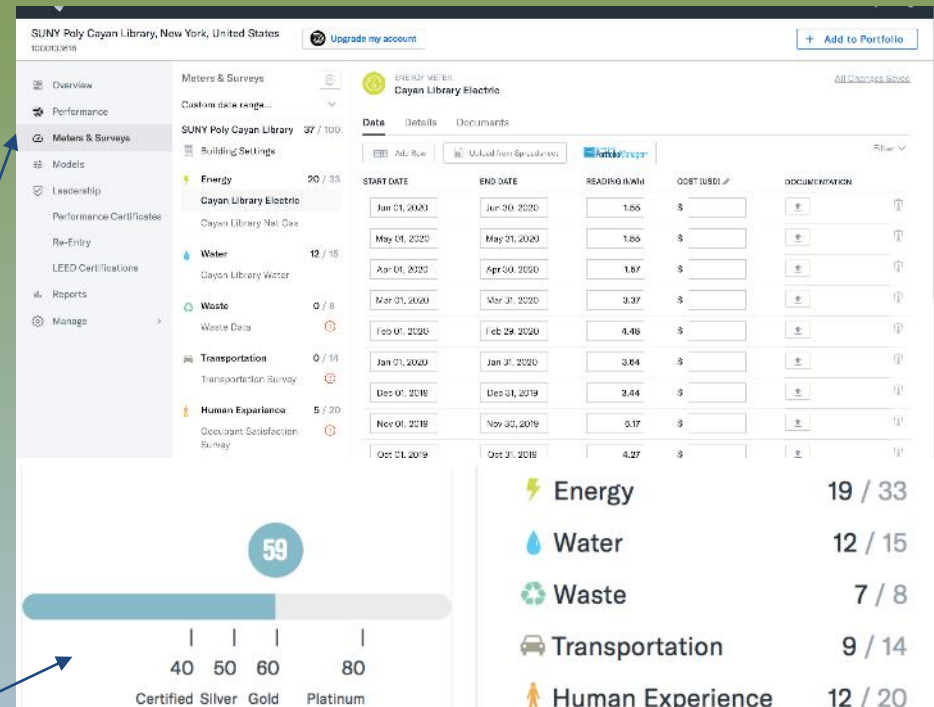 SUNY Poly Cayan Library, New York, United States
Upgrade my account
+ Add to Portfolio
Overview
Performance
Meters & Surveys
Models
Leadership
Performance Certificates
Re-Entry
LEED Certifications
Reports
Manage >
Meters & Surveys
Custom date range...
SUNY Poly Cayan Library 37 / 100
Building Settings
Energy 20 / 33
Cayan Library Electric
Cayan Library Nat Gas
Water 12 / 15
Cayan Library Water
Waste 0 / 8
Waste Data
Transportation 0 / 14
Transportation Survey
Human Experience 5 / 20
Occupant Satisfaction
Survey
ENERGY METER
Cayan Library Electric
All Changes Saved
Data Details Documents
Add Row Upload from Spreadsheet PortfolioManager
Filter
START DATE END DATE READING (kWh) COST (USD) DOCUMENTATION
Jun 01, 2020 Jun 30, 2020 $
May 01, 2020 May 31, 2020 $
Apr 01, 2020 Apr 30, 2020 1.57 $
Mar 01, 2020 Mar 31, 2020 3.37 $
Feb 01, 2020 Feb 29, 2020 4.46 $
Jan 01, 2020 Jan 31, 2020 3.64 $
Dec 01, 2019 Dec 31, 2019 3.44 $
Nov 01, 2019 Nov 30, 2019 6.17 $
Oct 01, 2019 Oct 31, 2019 4.27 $
59
40 50 60 80
Certified Silver Gold Platinum
Energy 19 / 33
Water 12 / 15
Waste 7 / 8
Transportation 9 / 14
Human Experience 12 / 20